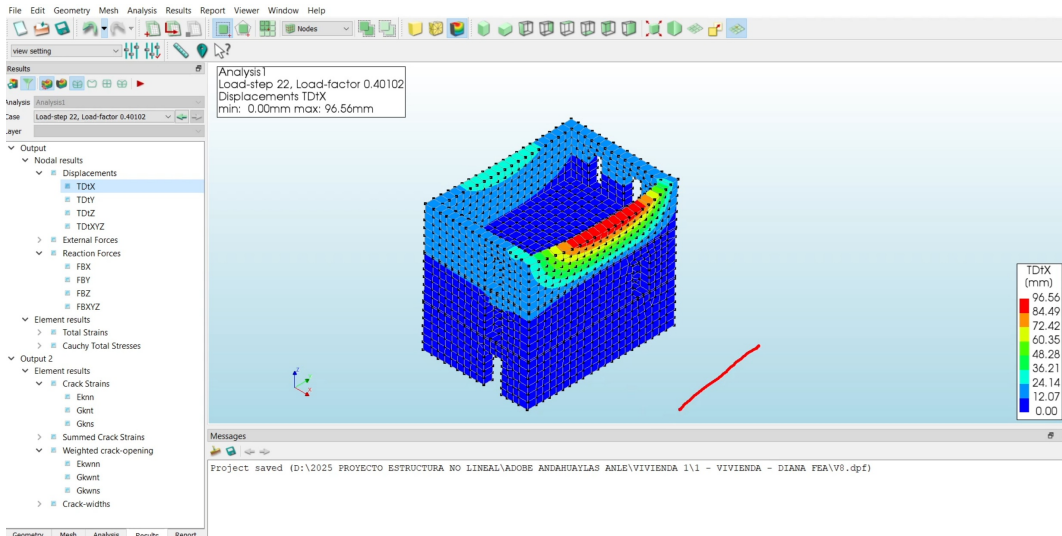 File Edit Geometry Mesh Analysis Results Report Viewer Window Help
Nodes
view setting
Results
Analysis Analysis1
Case Load-step 22, Load-factor 0.40102
Layer
Output
Nodal results
Displacements
TDtX
TDtY
TDtZ
TDtXYZ
External Forces
Reaction Forces
FBX
FBY
FBZ
FBXYZ
Element results
Total Strains
Cauchy Total Stresses
Output 2
Element results
Crack Strains
Eknn
Gknt
Gkns
Summed Crack Strains
Weighted crack-opening
Ekwnn
Gkwnt
Gkwns
Crack-widths
Geometry Mesh Analysis Results Report
Analysis1
Load-step 22, Load-factor 0.40102
Displacements TDtX
min: 0.00mm max: 96.56mm
TDtX
(mm)
96.56
84.49
72.42
60.35
48.28
36.21
24.14
12.07
0.00
Messages
Project saved (D:\2025 PROYECTO ESTRUCTURA NO LINEAL\ADOBE ANDAHUAYLAS ANLE\VIVIENDA 1\1 - VIVIENDA - DIANA FEA\V8.dpf)